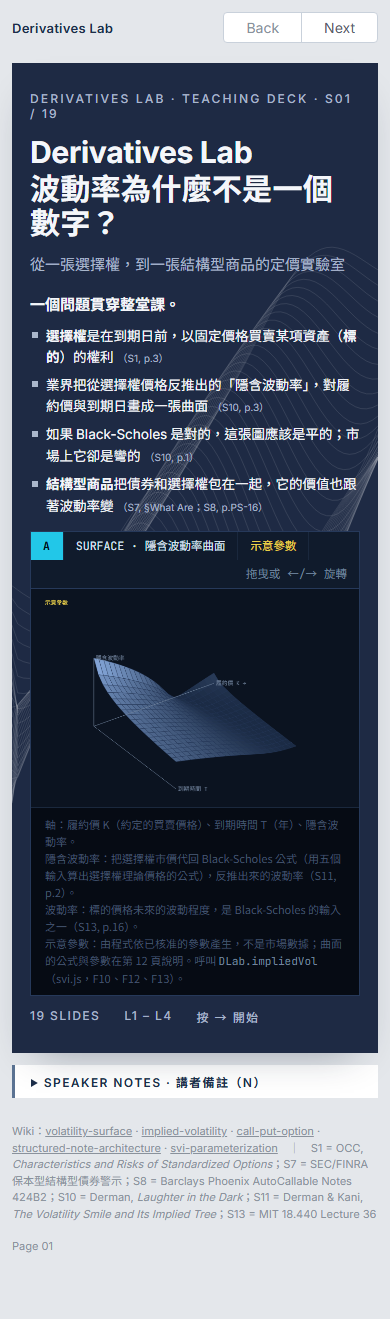 Derivatives Lab
Back
Next
DERIVATIVES LAB · TEACHING DECK · S01
/ 19
Derivatives Lab
波動率為什麼不是一個
數字？
從一張選擇權，到一張結構型商品的定價實驗室
一個問題貫穿整堂課。
選擇權是在到期日前，以固定價格買賣某項資產（標
的）的權利 （S1, p.3）
業界把從選擇權價格反推出的「隱含波動率」，對履
約價與到期日畫成一張曲面 （S10, p.3）
如果 Black-Scholes 是對的，這張圖應該是平的；市
場上它卻是彎的 （S10, p.1）
結構型商品把債券和選擇權包在一起，它的價值也跟
著波動率變 （S7, §What Are；S8, p.PS-16）
A SURFACE · 隱含波動率曲面 示意參數
拖曳或 ←/→ 旋轉
示意參數
隱含波動率
履約價 K →
到期時間 T
軸：履約價 K（約定的買賣價格）、到期時間 T（年）、隱含波
動率。
隱含波動率：把選擇權市價代回 Black-Scholes 公式（用五個
輸入算出選擇權理論價格的公式），反推出來的波動率（S11,
p.2）。
波動率：標的價格未來的波動程度，是 Black-Scholes 的輸入
之一（S13, p.16）。
示意參數：由程式依已核准的參數產生，不是市場數據；曲面
的公式與參數在第 12 頁說明。呼叫 DLab.impliedVol
（svi.js，F10、F12、F13）。
19 SLIDES L1 – L4 按 → 開始
▶ SPEAKER NOTES · 講者備註（N）
Wiki：volatility-surface · implied-volatility · call-put-option ·
structured-note-architecture · svi-parameterization | S1 = OCC,
Characteristics and Risks of Standardized Options；S7 = SEC/FINRA
保本型結構型債券警示；S8 = Barclays Phoenix AutoCallable Notes
424B2；S10 = Derman, Laughter in the Dark；S11 = Derman & Kani,
The Volatility Smile and Its Implied Tree；S13 = MIT 18.440 Lecture 36
Page 01